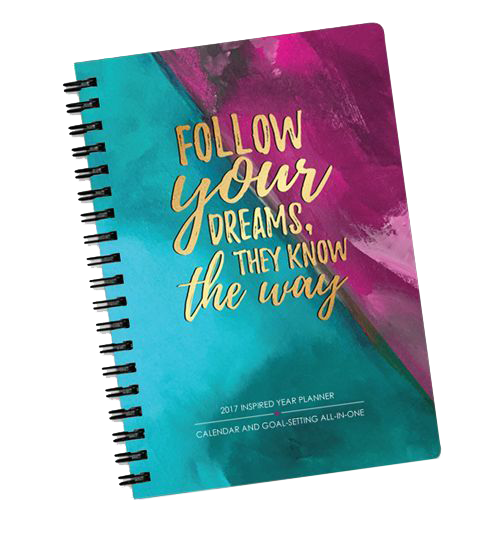 FOLLOW
your
DREAMS,
THEY KNOW
the way
2017 INSPIRED YEAR PLANNER
CALENDAR AND GOAL-SETTING ALL-IN-ONE